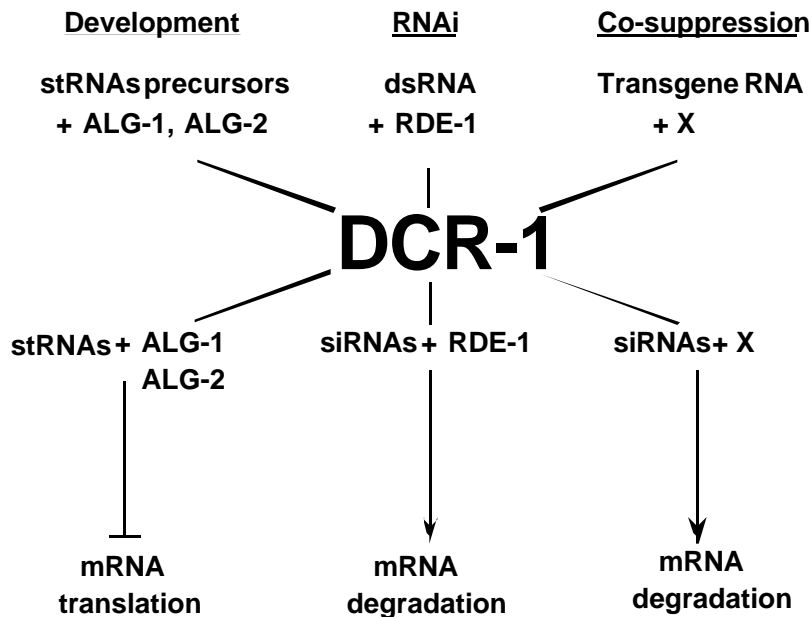 Development RNAi Co-suppression
stRNAs precursors dsRNA Transgene RNA
+ ALG-1, ALG-2 + RDE-1 + X
DCR-1
stRNAs + ALG-1 siRNAs + RDE-1 siRNAs + X
ALG-2
mRNA mRNA mRNA
translation degradation degradation